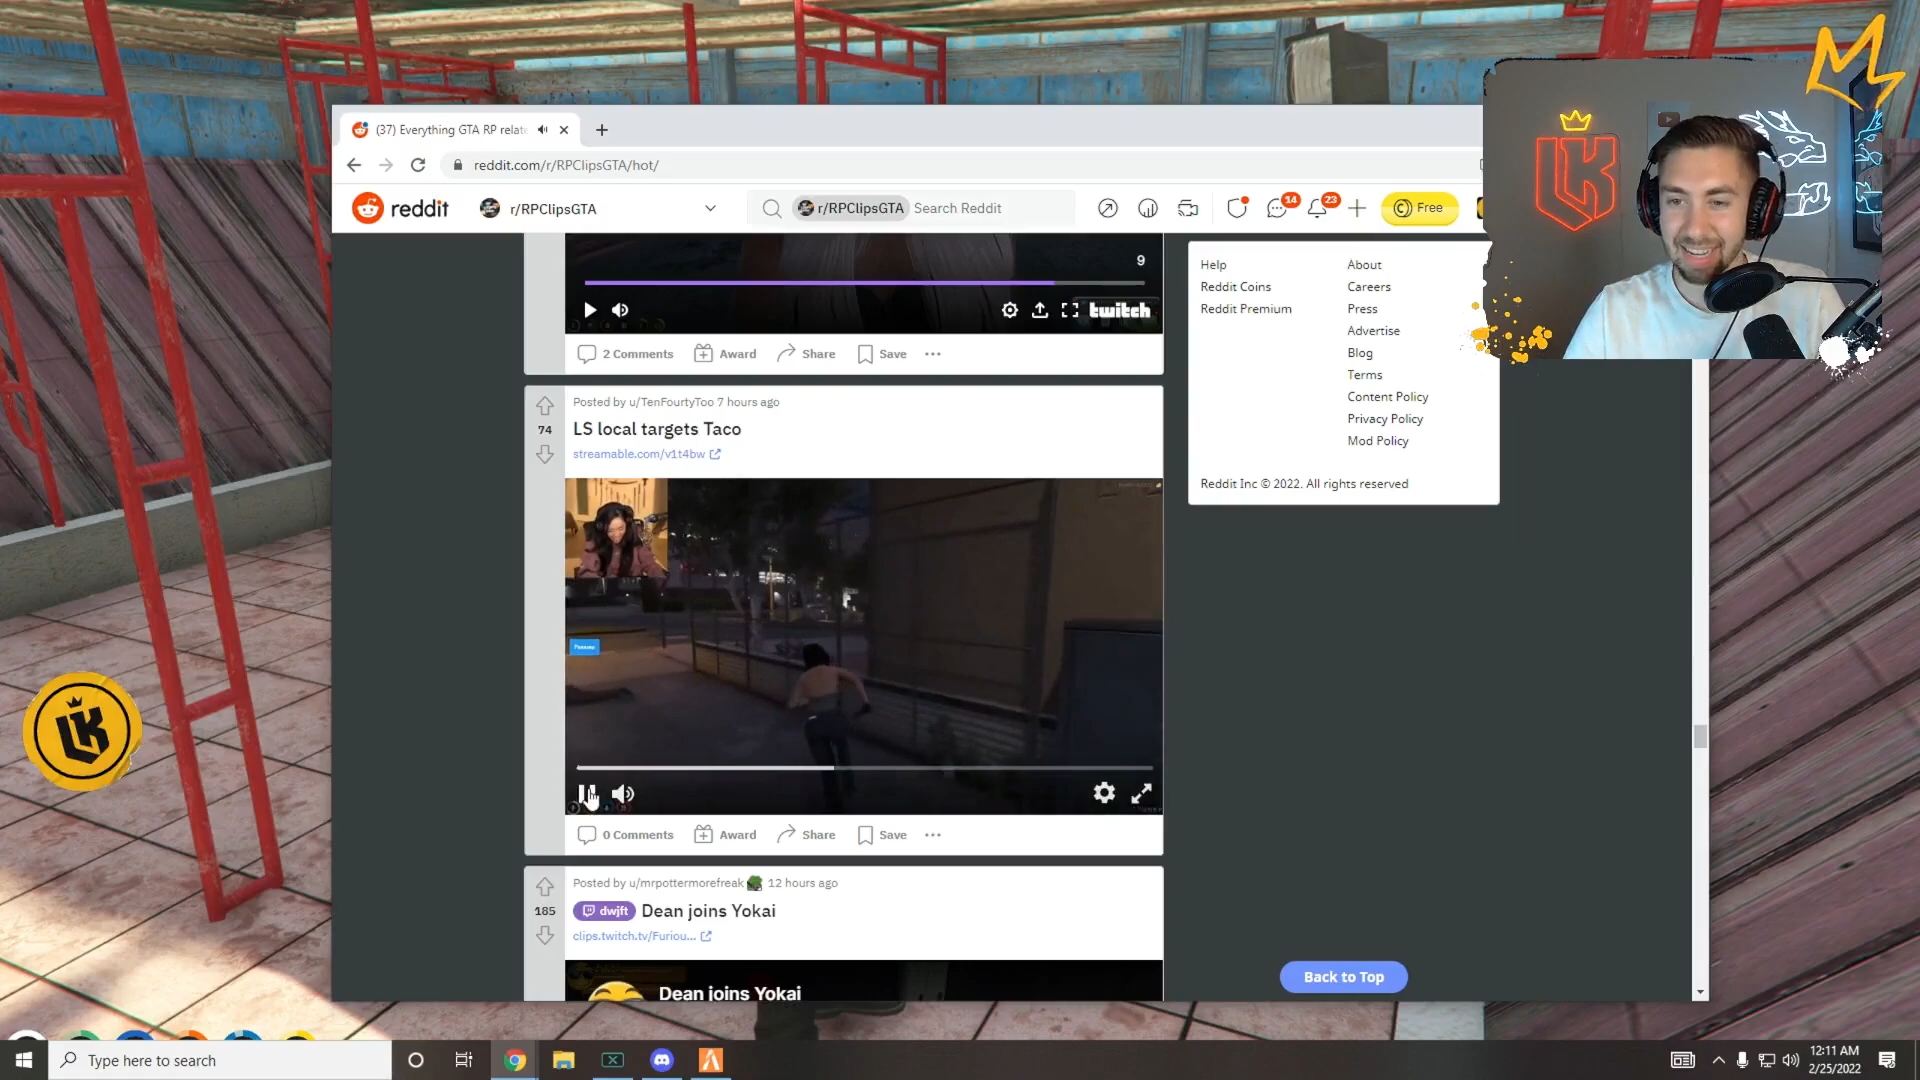 (37) Everything GTA RP relate
reddit.com/r/RPClipsGTA/hot/
reddit
r/RPClipsGTA
r/RPClipsGTA
Search Reddit
14
23
Free
LK
9
twitch
2 Comments
Award
Share
Save
Help
Reddit Coins
Reddit Premium
About
Careers
Press
Advertise
Blog
Terms
Content Policy
Privacy Policy
Mod Policy
Reddit Inc © 2022. All rights reserved
Posted by u/TenFourtyToo 7 hours ago
74
LS local targets Taco
streamable.com/v1t4bw
0 Comments
Award
Share
Save
LK
Posted by u/mrpottermorefreak 12 hours ago
185
dwjft
Dean joins Yokai
clips.twitch.tv/Furiou...
Dean joins Yokai
Back to Top
Type here to search
12:11 AM
2/25/2022